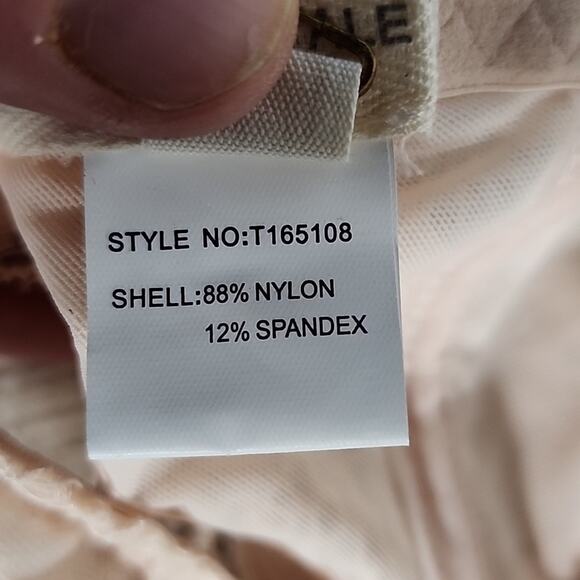 STYLE NO:T165108
SHELL:88% NYLON
12% SPANDEX